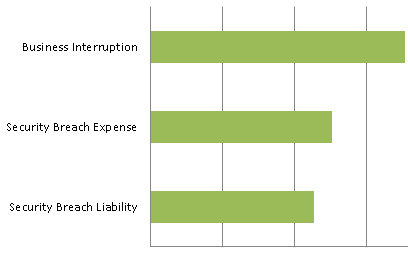 Business Interruption
Security Breach Expense
Security Breach Liability